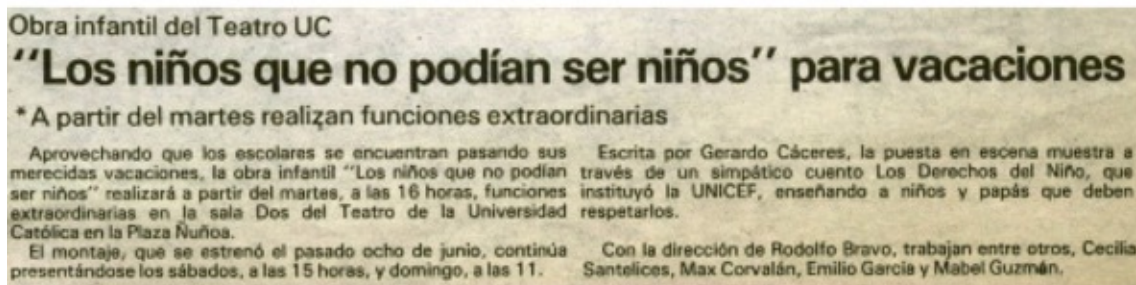 Obra infantil del Teatro UC
"Los niños que no podían ser niños" para vacaciones
*A partir del martes realizan funciones extraordinarias
Aprovechando que los escolares se encuentran pasando sus
merecidas vacaciones, la obra infantil "Los niños que no podían
ser niños" realizará a partir del martes, a las 16 horas, funciones
extraordinarias en la sala Dos del Teatro de la Universidad
Católica en la Plaza Ñuñoa.
El montaje, que se estrenó el pasado ocho de junio, continúa
presentándose los sábados, a las 15 horas, y domingo, a las 11.
Escrita por Gerardo Cáceres, la puesta en escena muestra a
través de un simpático cuento Los Derechos del Niño, que
instituyó la UNICEF, enseñando a niños y papás que deben
respetarlos.
Con la dirección de Rodolfo Bravo, trabajan entre otros, Cecilia
Santelices, Max Corvalán, Emilio García y Mabel Guzmán.